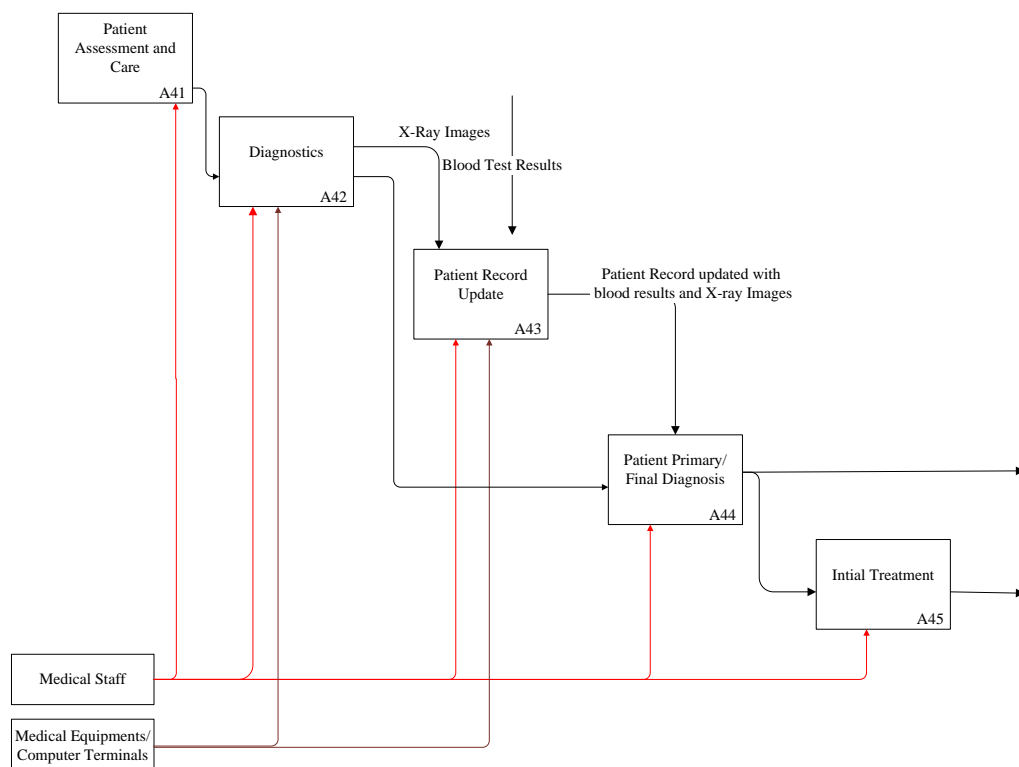 Patient
Assessment and
Care
A41
Diagnostics
A42
X-Ray Images
Blood Test Results
Patient Record
Update
A43
Patient Record updated with
blood results and X-ray Images
Patient Primary/
Final Diagnosis
A44
Intial Treatment
A45
Medical Staff
Medical Equipments/
Computer Terminals